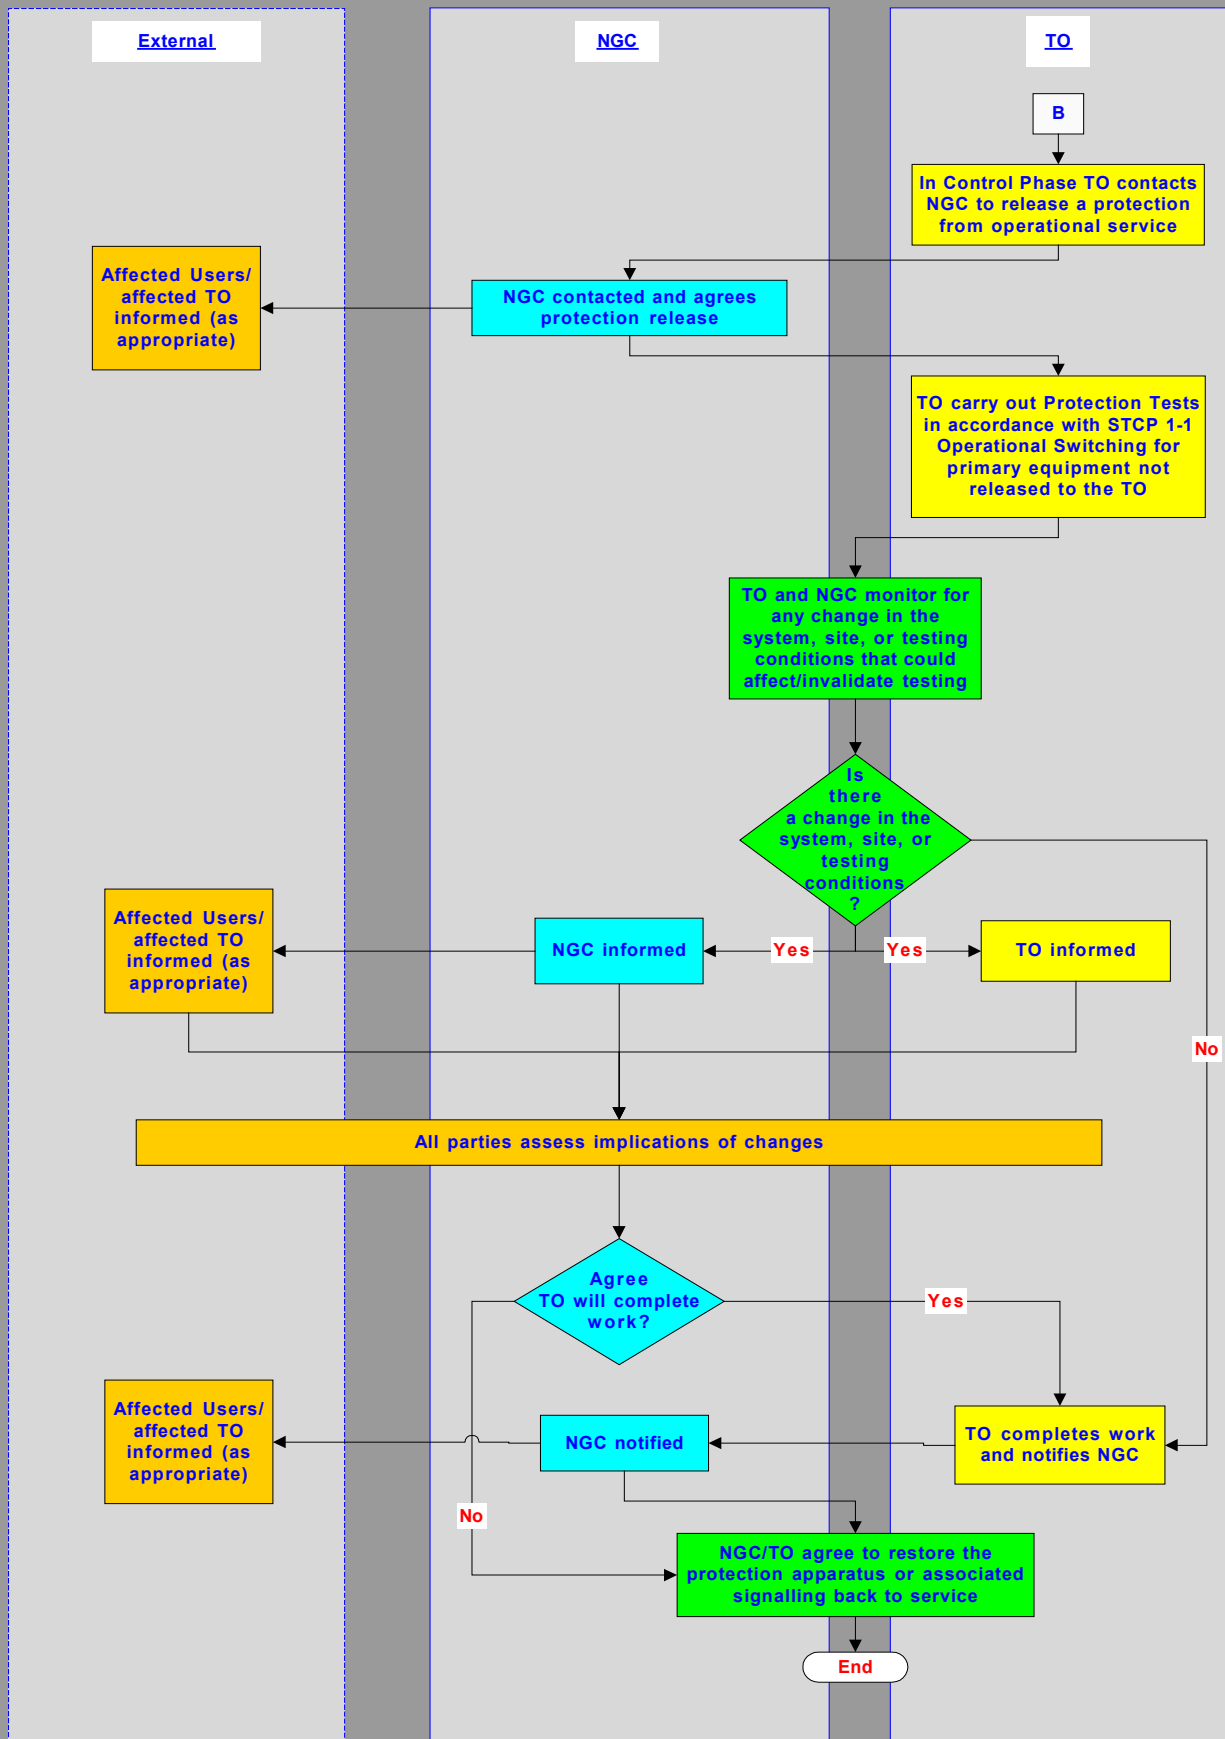 External
NGC
TO
B
In Control Phase TO contacts
NGC to release a protection
from operational service
Affected Users/
affected TO
informed (as
appropriate)
NGC contacted and agrees
protection release
TO carry out Protection Tests
in accordance with STCP 1-1
Operational Switching for
primary equipment not
released to the TO
TO and NGC monitor for
any change in the
system, site, or testing
conditions that could
affect/invalidate testing
Is
there
a change in the
system, site, or
testing
conditions
?
Affected Users/
affected TO
informed (as
appropriate)
NGC informed
Yes
Yes
TO informed
No
All parties assess implications of changes
Agree
TO will complete
work?
Yes
Affected Users/
affected TO
informed (as
appropriate)
NGC notified
TO completes work
and notifies NGC
No
NGC/TO agree to restore the
protection apparatus or associated
signalling back to service
End